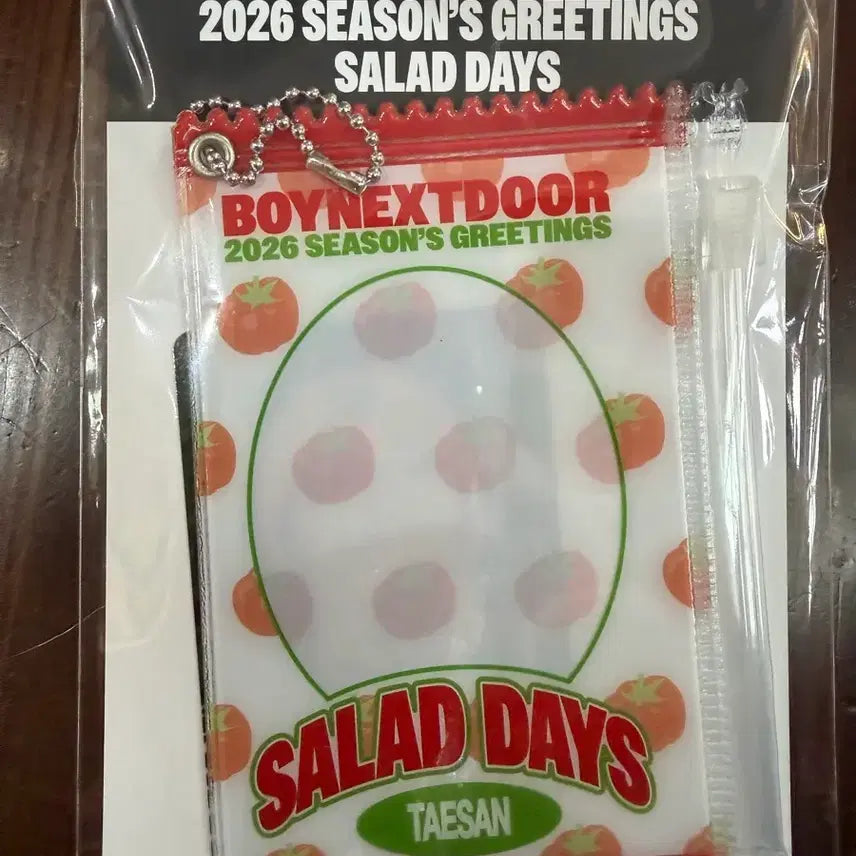 2026 SEASON'S GREETINGS
SALAD DAYS
BOYNEXTDOOR
2026 SEASON'S GREETINGS
SALAD DAYS
TAESAN